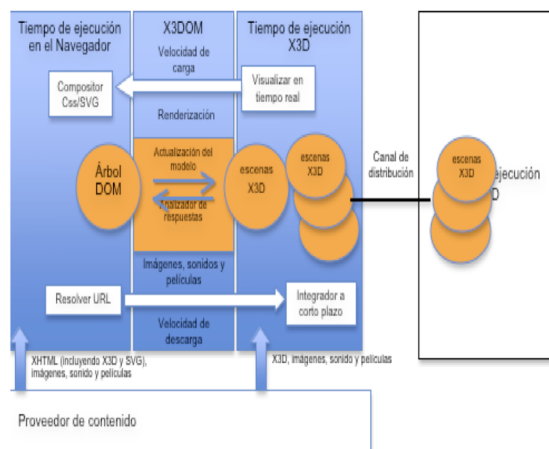 Tiempo de ejecución
en el Navegador
X3DOM
Tiempo de ejecución
X3D
Velocidad de
carga
Compositor
Css/SVG
Visualizar en
tiempo real
Renderización
Árbol
DOM
Actualización del
modelo
Analizador de
respuestas
escenas
X3D
escenas
X3D
Canal de
distribución
escenas
X3D
ejecución
D
Imágenes, sonidos y
películas
Resolver URL
Integrador a
corto plazo
Velocidad de
descarga
XHTML (incluyendo X3D y SVG),
imágenes, sonido y películas
X3D, imágenes, sonido y películas
Proveedor de contenido